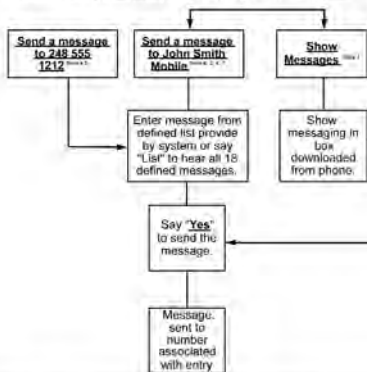 Send a message
to 248 555
1212
Send a message
to John Smith
Mobile
Show
Messages
Enter message from
defined list provide
by system or say
"List" to hear all 18
defined messages.
Show
messaging in
box
downloaded
from phone.
Say "Yes"
to send the
message.
Message.
sent to
number
associated
with entry